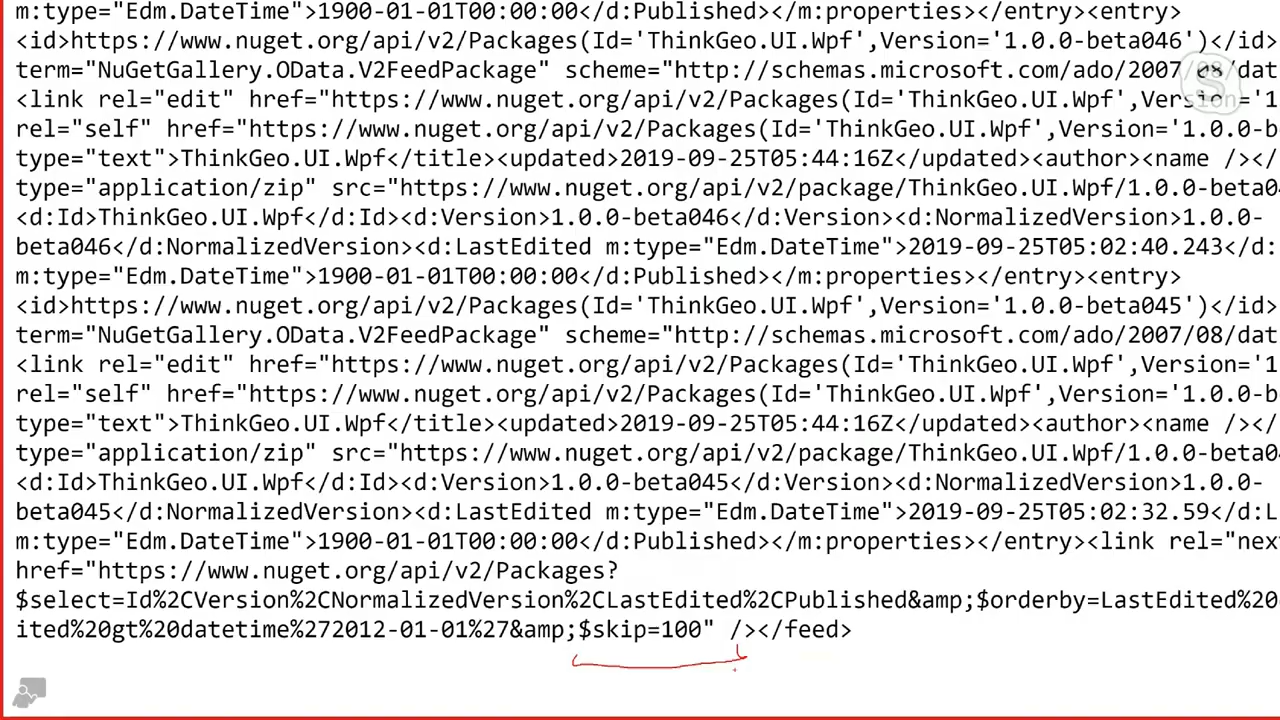 m:type="Edm.DateTime">1900-01-01T00:00:00</d:Published></m:properties></entry><entry>
<id>https://www.nuget.org/api/v2/Packages(Id='ThinkGeo.UI.Wpf',Version='1.0.0-beta046')</id>
term="NuGetGallery.OData.V2FeedPackage" scheme="http://schemas.microsoft.com/ado/2007/08/dat
<link rel="edit" href="https://www.nuget.org/api/v2/Packages(Id='ThinkGeo.UI.Wpf',Version='1
rel="self" href="https://www.nuget.org/api/v2/Packages(Id='ThinkGeo.UI.Wpf',Version='1.0.0-b
type="text">ThinkGeo.UI.Wpf</title><updated>2019-09-25T05:44:16Z</updated><author><name /></
type="application/zip" src="https://www.nuget.org/api/v2/package/ThinkGeo.UI.Wpf/1.0.0-beta04
<d:Id>ThinkGeo.UI.Wpf</d:Id><d:Version>1.0.0-beta046</d:Version><d:NormalizedVersion>1.0.0-
beta046</d:NormalizedVersion><d:LastEdited m:type="Edm.DateTime">2019-09-25T05:02:40.243</d:
m:type="Edm.DateTime">1900-01-01T00:00:00</d:Published></m:properties></entry><entry>
<id>https://www.nuget.org/api/v2/Packages(Id='ThinkGeo.UI.Wpf',Version='1.0.0-beta045')</id>
term="NuGetGallery.OData.V2FeedPackage" scheme="http://schemas.microsoft.com/ado/2007/08/dat
<link rel="edit" href="https://www.nuget.org/api/v2/Packages(Id='ThinkGeo.UI.Wpf',Version='1
rel="self" href="https://www.nuget.org/api/v2/Packages(Id='ThinkGeo.UI.Wpf',Version='1.0.0-b
type="text">ThinkGeo.UI.Wpf</title><updated>2019-09-25T05:44:16Z</updated><author><name /></
type="application/zip" src="https://www.nuget.org/api/v2/package/ThinkGeo.UI.Wpf/1.0.0-beta04
<d:Id>ThinkGeo.UI.Wpf</d:Id><d:Version>1.0.0-beta045</d:Version><d:NormalizedVersion>1.0.0-
beta045</d:NormalizedVersion><d:LastEdited m:type="Edm.DateTime">2019-09-25T05:02:32.59</d:L
m:type="Edm.DateTime">1900-01-01T00:00:00</d:Published></m:properties></entry><link rel="nex
href="https://www.nuget.org/api/v2/Packages?
$select=Id%2CVersion%2CNormalizedVersion%2CLastEdited%2CPublished&amp;$orderby=LastEdited%20
ited%20gt%20datetime%272012-01-01%27&amp;$skip=100" /></feed>